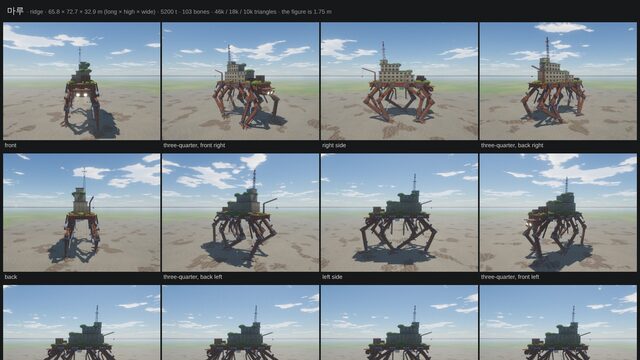 마루 ridge · 65.8 × 72.7 × 32.9 m (long × high × wide) · 5200 t · 103 bones · 46k / 18k / 10k triangles · the figure is 1.75 m
front
three-quarter, front right
right side
three-quarter, back right
back
three-quarter, back left
left side
three-quarter, front left